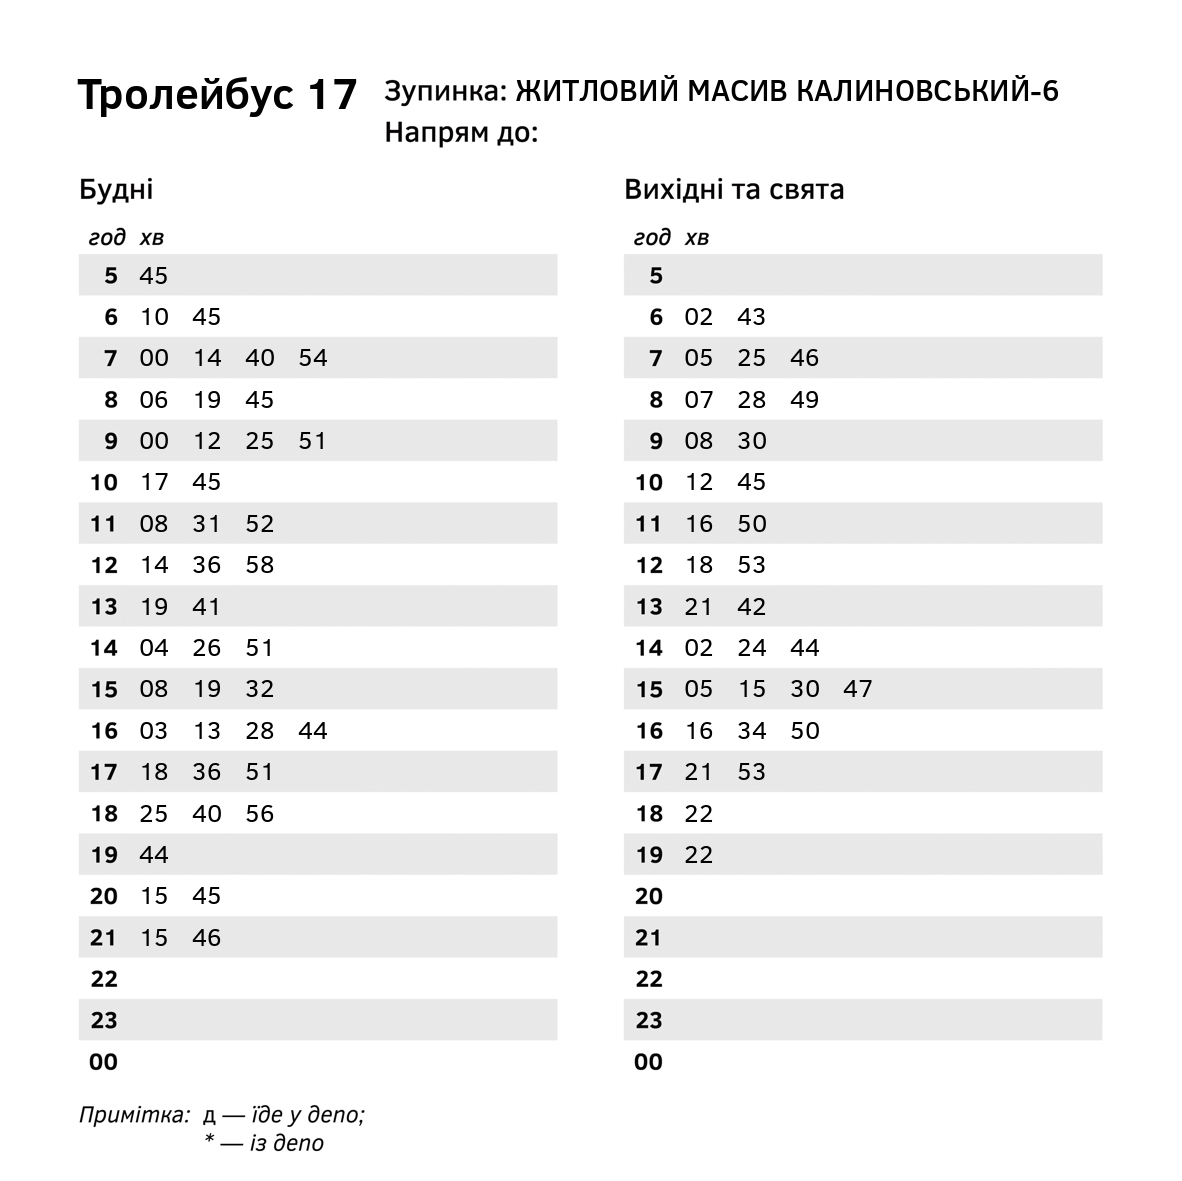 Тролейбус 17
Зупинка: ЖИТЛОВИЙ МАСИВ КАЛИНОВСЬКИЙ-6
Напрям до:
Будні
год хв
5 45
6 10 45
7 00 14 40 54
8 06 19 45
9 00 12 25 51
10 17 45
11 08 31 52
12 14 36 58
13 19 41
14 04 26 51
15 08 19 32
16 03 13 28 44
17 18 36 51
18 25 40 56
19 44
20 15 45
21 15 46
22
23
00
Вихідні та свята
год хв
5
6 02 43
7 05 25 46
8 07 28 49
9 08 30
10 12 45
11 16 50
12 18 53
13 21 42
14 02 24 44
15 05 15 30 47
16 16 34 50
17 21 53
18 22
19 22
20
21
22
23
00
Примітка: д — їде у депо;
* — із депо